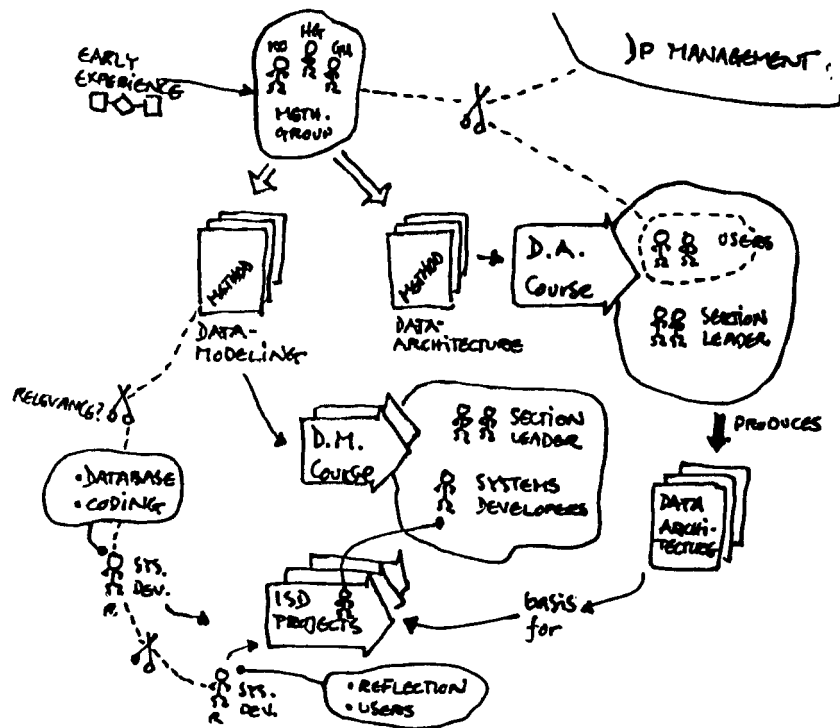 EARLY
EXPERIENCE
HG
GH
METH.
GROUP
DP MANAGEMENT
METHOD
DATA-
MODELING
METHOD
DATA-
ARCHITECTURE
D.A.
COURSE
USERS
SECTION
LEADER
PRODUCES
DATA
ARCHI-
TECTURE
RELEVANCE?
• DATABASE
• CODING
D.M.
COURSE
SECTION
LEADER
SYSTEMS
DEVELOPERS
SYS.
DEV.
ISD
PROJECTS
basis
for
SYS.
DEV.
• REFLECTION
• USERS